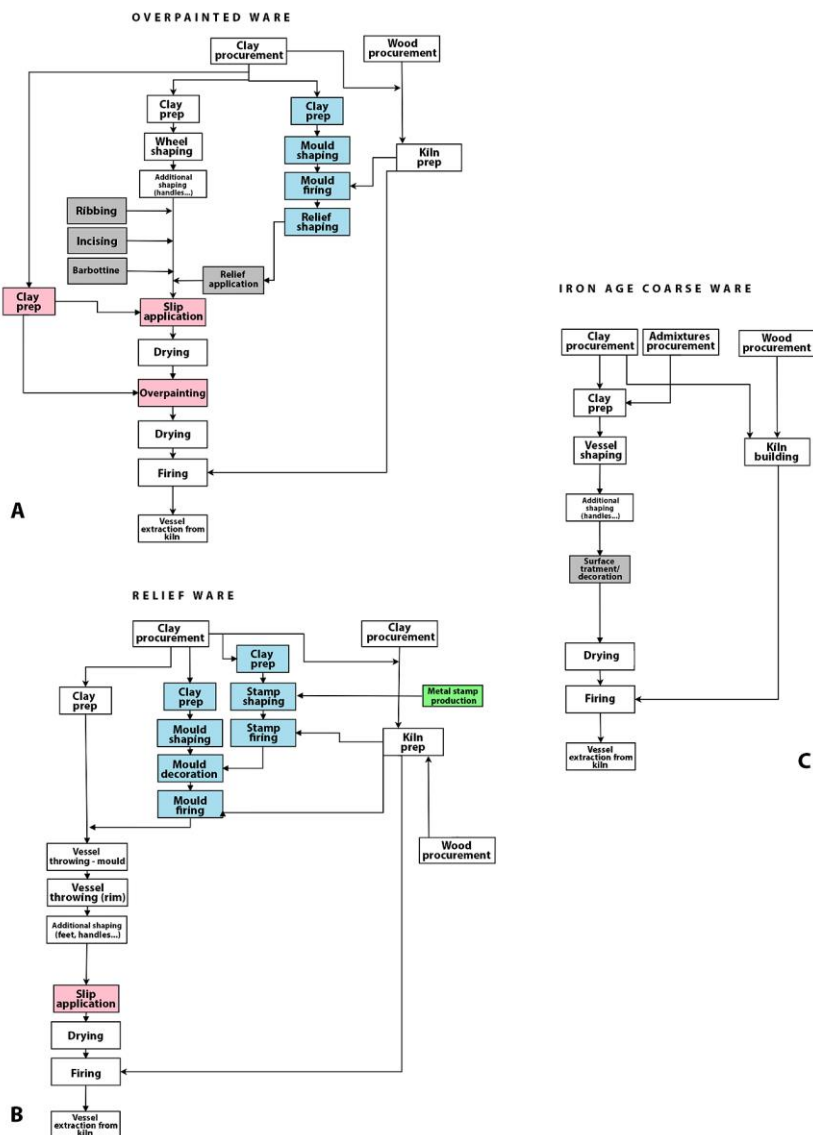 OVERPAINTED WARE
Clay
procurement
Wood
procurement
Clay
prep
Clay
prep
Wheel
shaping
Mould
shaping
Kiln
prep
Additional
shaping
(handles...)
Mould
firing
Ribbing
Relief
shaping
Incising
Barbottine
Relief
application
Clay
prep
Slip
application
Drying
Overpainting
Drying
Firing
Vessel
extraction from
kiln
A
RELIEF WARE
Clay
procurement
Clay
procurement
Clay
prep
Clay
prep
Clay
prep
Stamp
shaping
Metal stamp
production
Mould
shaping
Stamp
firing
Kiln
prep
Mould
decoration
Mould
firing
Wood
procurement
Vessel
throwing - mould
Vessel
throwing (rim)
Additional shaping
(feet, handles...)
Slip
application
Drying
Firing
Vessel
extraction from
kiln
B
IRON AGE COARSE WARE
Clay
procurement
Admixtures
procurement
Wood
procurement
Clay
prep
Vessel
shaping
Kiln
building
Additional
shaping
(handles...)
Surface
tratment/
decoration
Drying
Firing
Vessel
extraction from
kiln
C